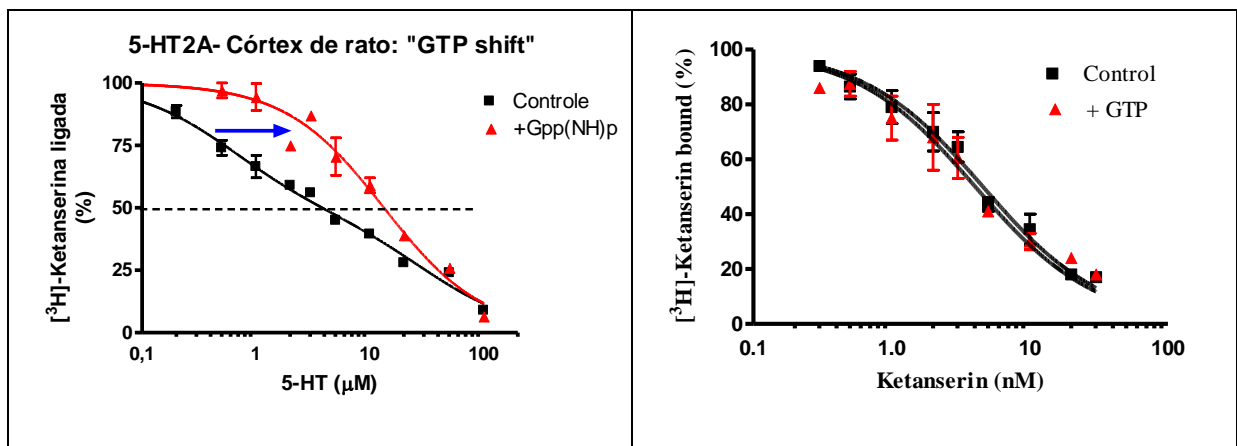 5-HT2A- Córtex de rato: "GTP shift"
[³H]-Ketanserina ligada
(%)
100
75
50
25
0
Controle
+Gpp(NH)p
0,1
1
10
100
5-HT (μM)
[³H]-Ketanserin bound (%)
100
80
60
40
20
0
Control
+ GTP
0.1
1.0
10
100
Ketanserin (nM)